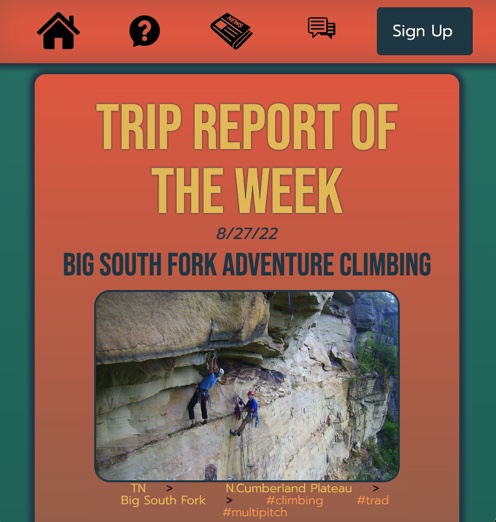 NEWS
Sign Up
TRIP REPORT OF
THE WEEK
8/27/22
BIG SOUTH FORK ADVENTURE CLIMBING
TN > N.Cumberland Plateau >
Big South Fork > #climbing #trad
#multipitch